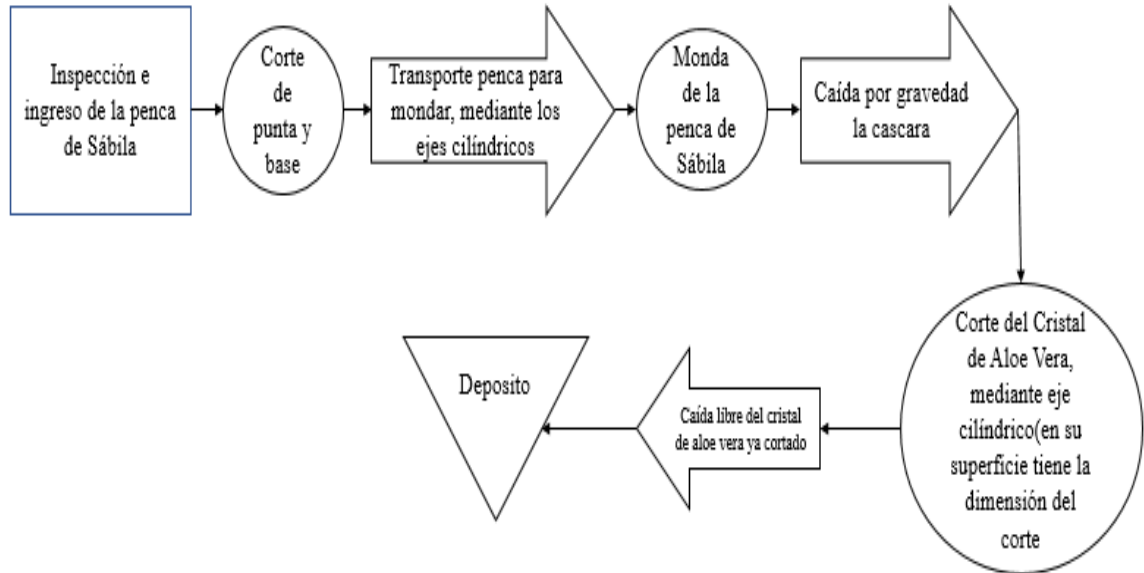 Inspección e
ingreso de la penca
de Sábila
Corte
de
punta y
base
Transporte penca para
mondar, mediante los
ejes cilíndricos
Monda
de la
penca de
Sábila
Caída por gravedad
la cascara
Corte del Cristal
de Aloe Vera,
mediante eje
cilíndrico(en su
superficie tiene la
dimensión del
corte
Caída libre del cristal
de aloe vera ya cortado
Deposito